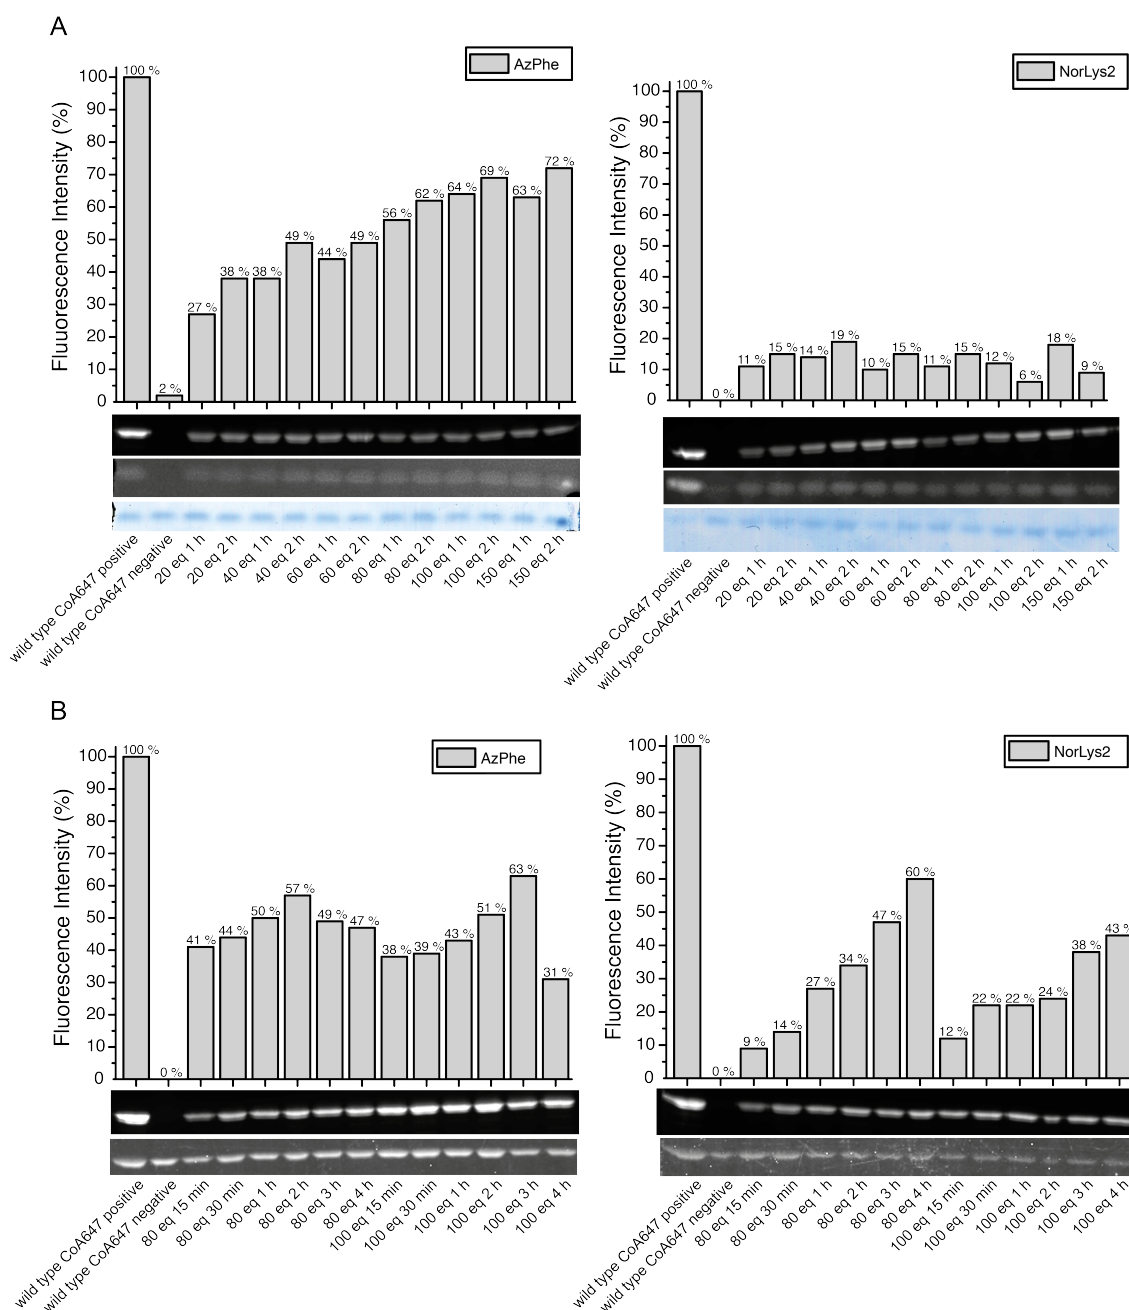 A
AzPhe
Fluuorescence Intensity (%)
100
90
80
70
60
50
40
30
20
10
0
100 %
2 %
27 %
38 %
38 %
49 %
44 %
49 %
56 %
62 %
64 %
69 %
63 %
72 %
wild type CoA647 positive
wild type CoA647 negative
20 eq 1 h
20 eq 2 h
40 eq 1 h
40 eq 2 h
60 eq 1 h
60 eq 2 h
80 eq 1 h
80 eq 2 h
100 eq 1 h
100 eq 2 h
150 eq 1 h
150 eq 2 h
NorLys2
Fluorescence Intensity (%)
100
90
80
70
60
50
40
30
20
10
0
100 %
0 %
11 %
15 %
14 %
19 %
10 %
15 %
11 %
15 %
12 %
6 %
18 %
9 %
wild type CoA647 positive
wild type CoA647 negative
20 eq 1 h
20 eq 2 h
40 eq 1 h
40 eq 2 h
60 eq 1 h
60 eq 2 h
80 eq 1 h
80 eq 2 h
100 eq 1 h
100 eq 2 h
150 eq 1 h
150 eq 2 h
B
AzPhe
Fluorescence Intensity (%)
100
90
80
70
60
50
40
30
20
10
0
100 %
0 %
41 %
44 %
50 %
57 %
49 %
47 %
38 %
39 %
43 %
51 %
63 %
31 %
wild type CoA647 positive
wild type CoA647 negative
80 eq 15 min
80 eq 30 min
80 eq 1 h
80 eq 2 h
80 eq 3 h
80 eq 4 h
100 eq 15 min
100 eq 30 min
100 eq 1 h
100 eq 2 h
100 eq 3 h
100 eq 4 h
NorLys2
Fluorescence Intensity (%)
100
90
80
70
60
50
40
30
20
10
0
100 %
0 %
9 %
14 %
27 %
34 %
47 %
60 %
12 %
22 %
22 %
24 %
38 %
43 %
wild type CoA647 positive
wild type CoA647 negative
80 eq 15 min
80 eq 30 min
80 eq 1 h
80 eq 2 h
80 eq 3 h
80 eq 4 h
100 eq 15 min
100 eq 30 min
100 eq 1 h
100 eq 2 h
100 eq 3 h
100 eq 4 h